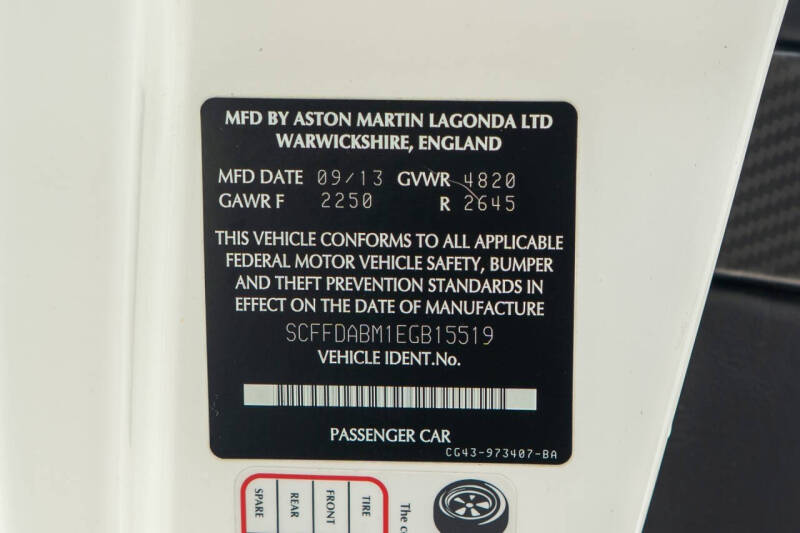 MFD BY ASTON MARTIN LAGONDA LTD
WARWICKSHIRE, ENGLAND
MFD DATE 09/13 GVWR 4820
GAWR F 2250 R 2645
THIS VEHICLE CONFORMS TO ALL APPLICABLE
FEDERAL MOTOR VEHICLE SAFETY, BUMPER
AND THEFT PREVENTION STANDARDS IN
EFFECT ON THE DATE OF MANUFACTURE
SCFFDABM1EGB15519
VEHICLE IDENT.No.
PASSENGER CAR
CG43-973407-BA
TIRE
FRONT
REAR
SPARE
The